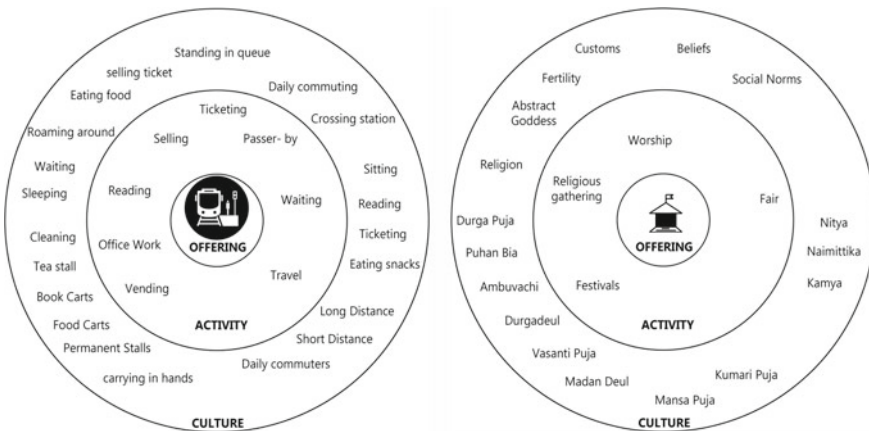 Standing in queue
selling ticket
Eating food
Daily commuting
Roaming around
Crossing station
Waiting
Sitting
Sleeping
Reading
Cleaning
Ticketing
Tea stall
Eating snacks
Book Carts
Long Distance
Food Carts
Short Distance
Permanent Stalls
Daily commuters
carrying in hands
CULTURE
Ticketing
Selling
Passer- by
Reading
Waiting
Office Work
Travel
Vending
ACTIVITY
OFFERING
Customs
Beliefs
Fertility
Social Norms
Abstract
Goddess
Religion
Durga Puja
Nitya
Puhan Bia
Naimittika
Ambuvachi
Kamya
Durgadeul
Vasanti Puja
Madan Deul
Kumari Puja
Mansa Puja
CULTURE
Worship
Religious
gathering
Fair
Festivals
ACTIVITY
OFFERING